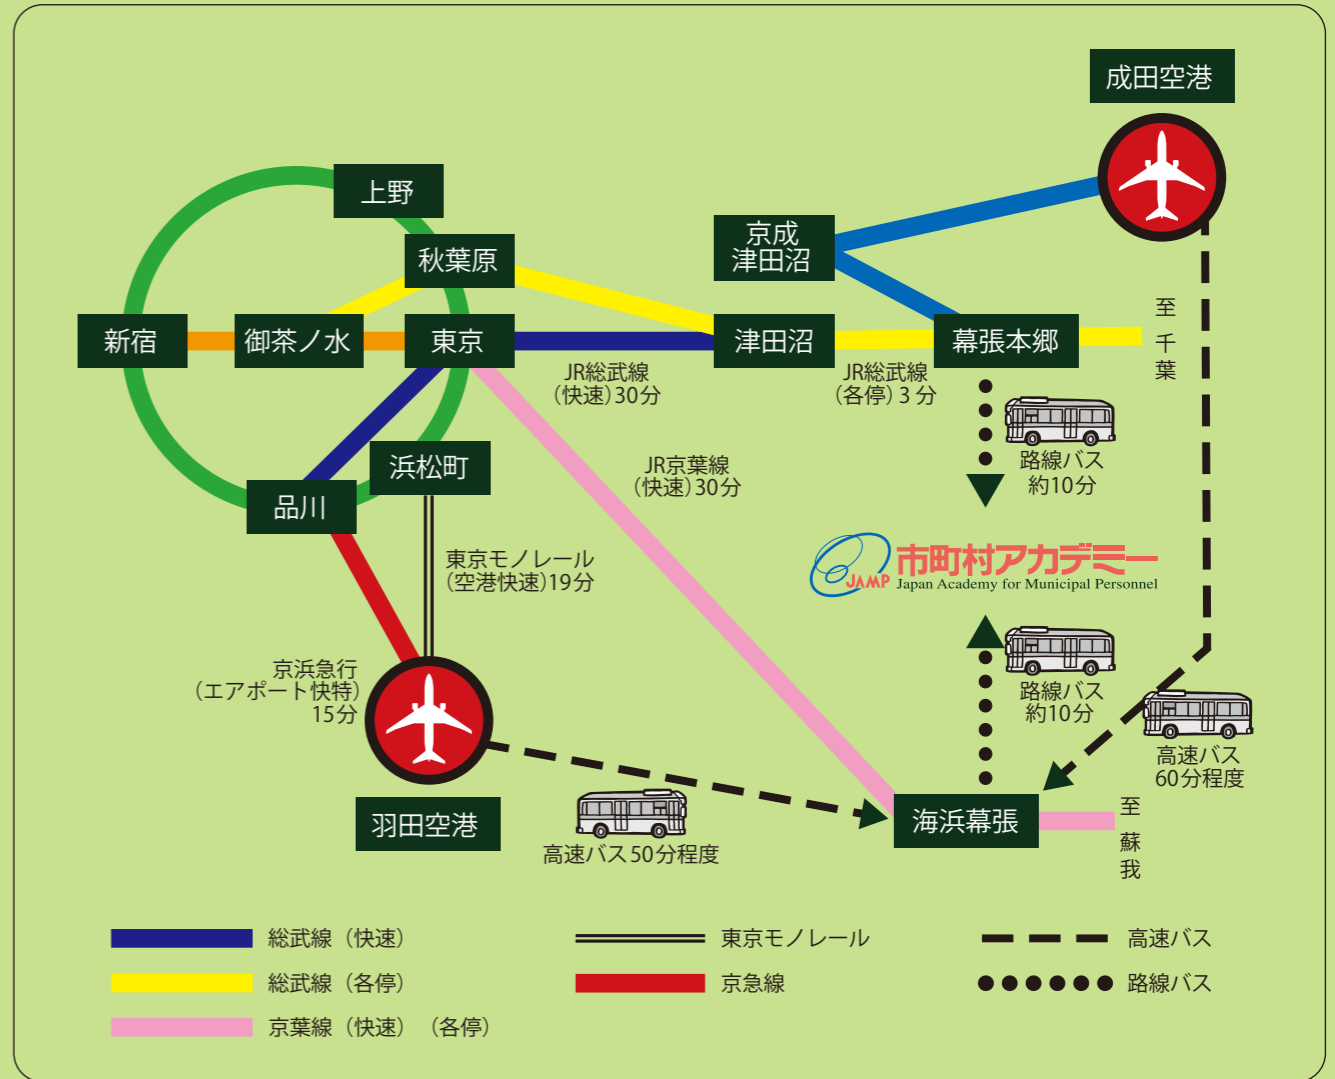 成田空港
上野
京成
津田沼
秋葉原
至千葉
新宿
御茶ノ水
東京
津田沼
幕張本郷
JR総武線
（快速）30分
JR総武線
（各停）3分
路線バス
約10分
浜松町
JR京葉線
（快速）30分
品川
東京モノレール
（空港快速）19分
JAMP
市町村アカデミー
Japan Academy for Municipal Personnel
京浜急行
（エアポート快特）
15分
路線バス
約10分
高速バス
60分程度
羽田空港
高速バス50分程度
海浜幕張
至蘇我
総武線（快速）
東京モノレール
高速バス
総武線（各停）
京急線
路線バス
京葉線（快速）（各停）